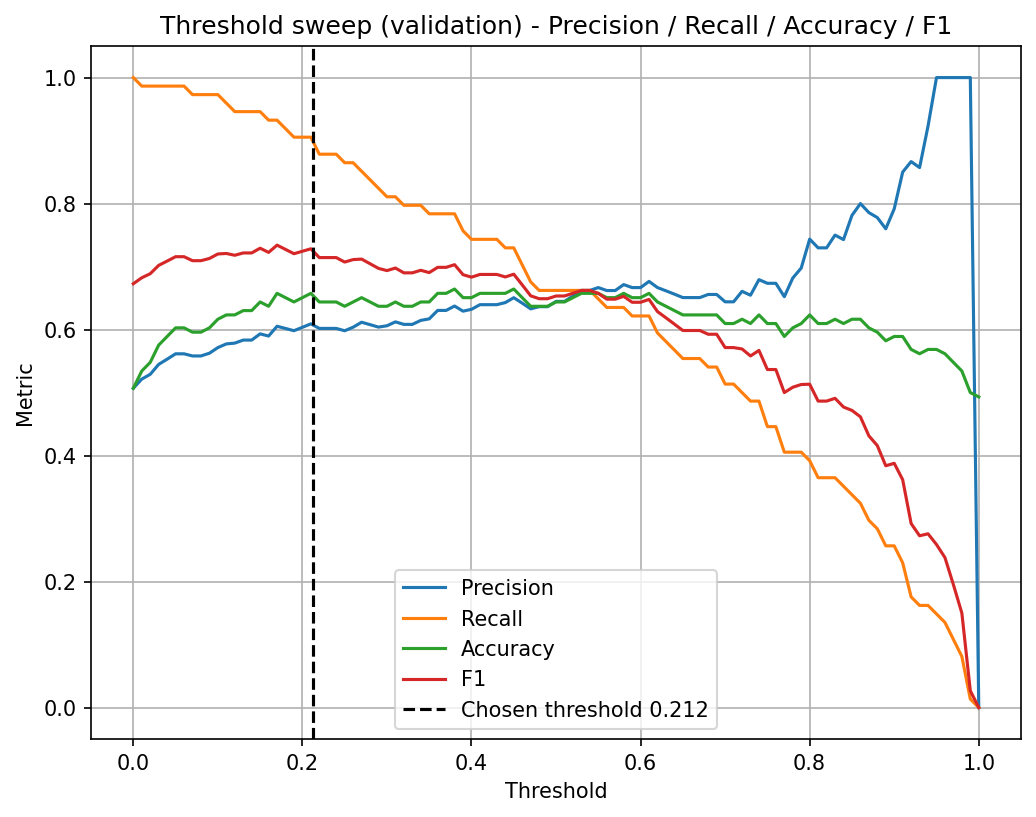 Threshold sweep (validation) - Precision / Recall / Accuracy / F1
Metric
1.0
0.8
0.6
0.4
0.2
0.0
Precision
Recall
Accuracy
F1
Chosen threshold 0.212
0.0 0.2 0.4 0.6 0.8 1.0
Threshold